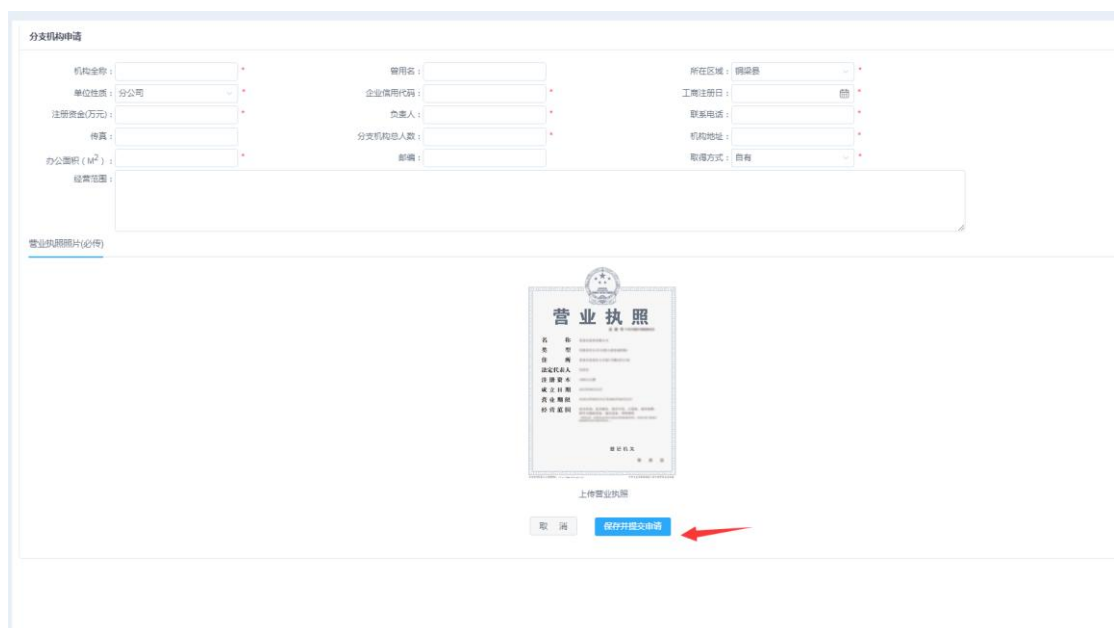 分支机构申请
机构全称： * 曾用名： 所在区域： 铜梁县 *
单位性质： 分公司 * 企业信用代码： * 工商注册日： *
注册资金(万元)： * 负责人： * 联系电话： *
传真： 分支机构总人数： * 机构地址： *
办公面积（M²）： * 邮编： 取得方式： 自有 *
经营范围：
营业执照照片(必传)
营业执照
名 称
类 型
住 所
法定代表人
注册资本
成立日期
营业期限
经营范围
登记机关
上传营业执照
取 消 保存并提交申请